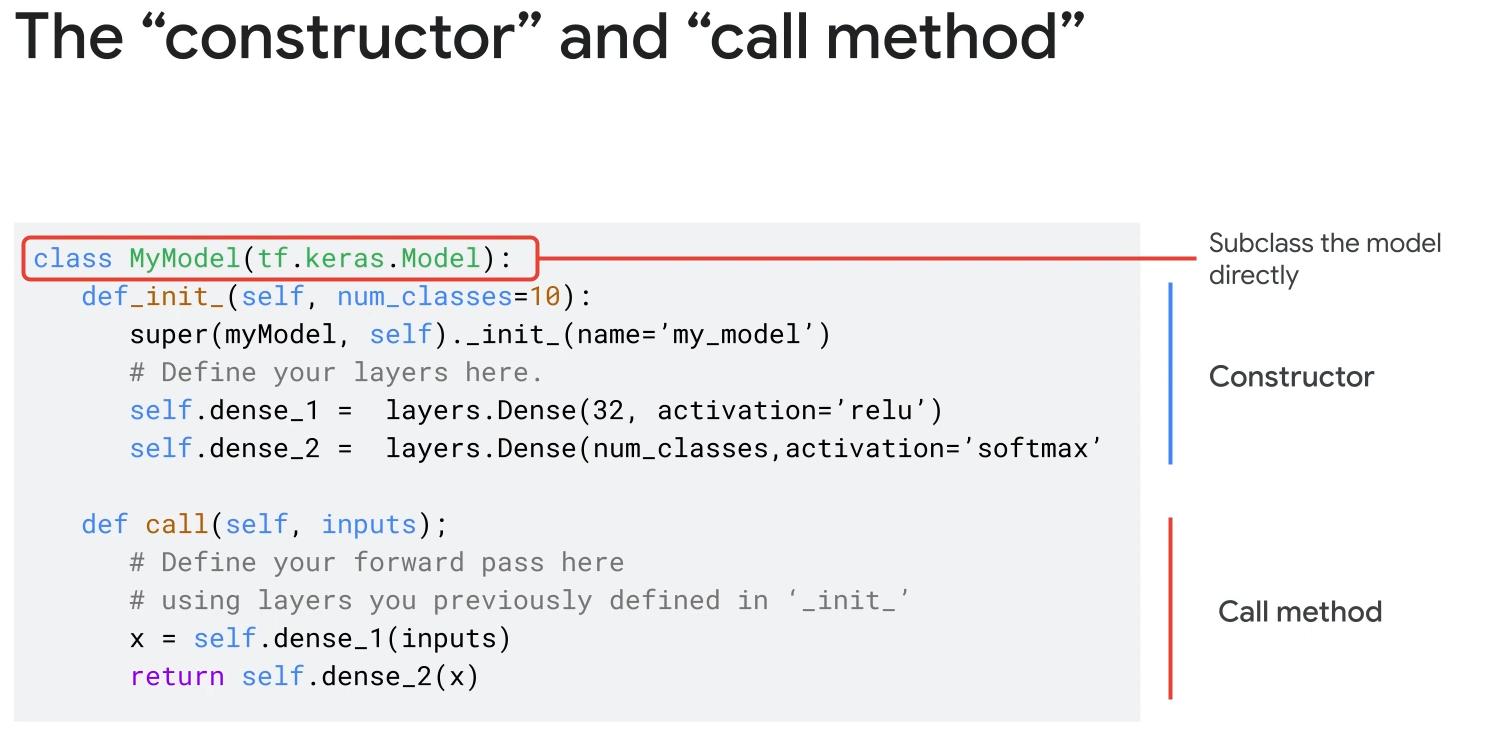 The “constructor” and “call method”
class MyModel(tf.keras.Model):
Subclass the model
directly
def_init_(self, num_classes=10):
super(myModel, self)._init_(name=’my_model’)
# Define your layers here.
self.dense_1 =  layers.Dense(32, activation=’relu’)
self.dense_2 =  layers.Dense(num_classes,activation=’softmax’
Constructor
def call(self, inputs);
# Define your forward pass here
# using layers you previously defined in ‘_init_’
x = self.dense_1(inputs)
return self.dense_2(x)
Call method